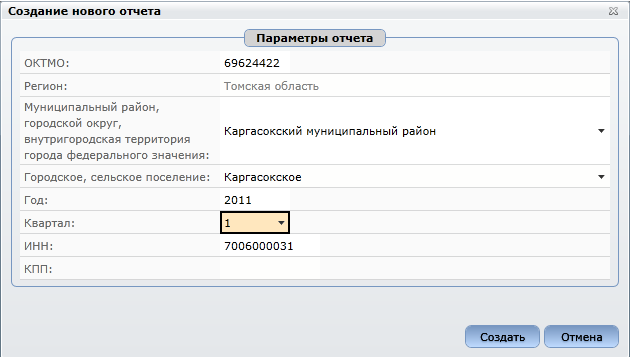 Создание нового отчета
Параметры отчета
ОКТМО: 69624422
Регион: Томская область
Муниципальный район,
городской округ,
внутригородская территория
города федерального значения:
Каргасокский муниципальный район
Городское, сельское поселение: Каргасокское
Год: 2011
Квартал: 1
ИНН: 7006000031
КПП:
Создать Отмена